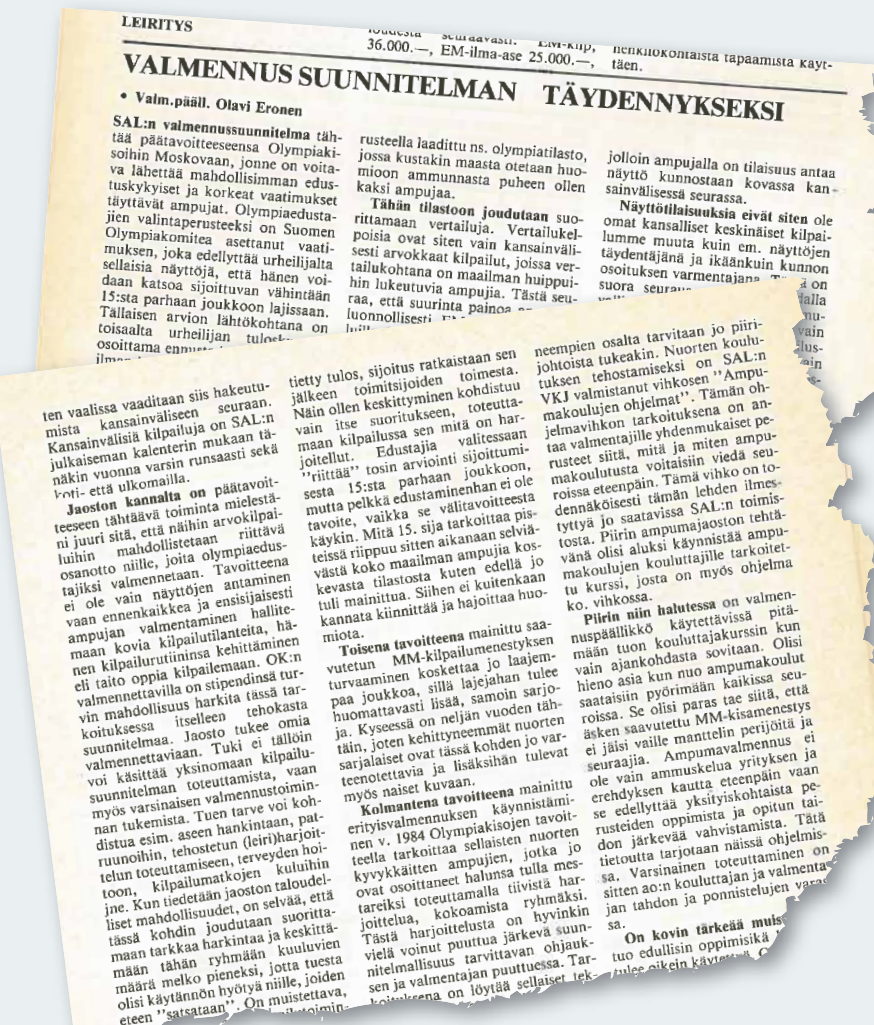 LEIRITYS
36.000.—, EM-ilma-ase 25.000.—,
henkilökohtaista tapaamista käyt-
täen.
VALMENNUS SUUNNITELMAN TÄYDENNYKSEKSI
• Valm.pääll. Olavi Eronen
SAL:n valmennussuunnitelma täh-
tää päätavoitteeseensa Olympiaki-
soihin Moskovaan, jonne on voita-
va lähettää mahdollisimman edus-
tuskykyiset ja korkeat vaatimukset
täyttävät ampujat. Olympiaedusta-
jien valintaperusteeksi on Suomen
Olympiakomitea asettanut vaati-
muksen, joka edellyttää urheilijalta
sellaisia näyttöjä, että hänen voi-
daan katsoa sijoittuvan vähintään
15:sta parhaan joukkoon lajissaan.
Tällaisen arvion lähtökohtana on
toisaalta urheilijan
osoittama
rusteella laadittu ns. olympiatilasto,
jossa kustakin maasta otetaan huo-
mioon ammunnasta puheen ollen
kaksi ampujaa.
Tähän tilastoon joudutaan suo-
rittamaan vertailuja. Vertailukel-
poisia ovat siten vain kansainväli-
sesti arvokkaat kilpailut, joissa ver-
tailukohtana on maailman huippui-
hin lukeutuvia ampujia. Tästä seu-
raa, että suurinta painoa
luonnollisesti
jolloin ampujalla on tilaisuus antaa
näyttö kunnostaan kovassa kan-
sainvälisessä seurassa.
Näyttötilaisuuksia eivät siten ole
omat kansalliset keskinäiset kilpai-
lumme muuta kuin em. näyttöjen
täydentäjänä ja ikäänkuin kunnon
osoituksen varmentajana. on
suora
ten vaalissa vaaditaan siis hakeutu-
mista kansainväliseen seuraan.
Kansainvälisiä kilpailuja on SAL:n
julkaiseman kalenterin mukaan tä-
näkin vuonna varsin runsaasti sekä
koti- että ulkomailla.
Jaoston kannalta on päätavoit-
teeseen tähtäävä toiminta mielestä-
ni juuri sitä, että näihin arvokilpai-
luihin mahdollistetaan riittävä
osanotto niille, joita olympiaedus-
tajiksi valmennetaan. Tavoitteena
ei ole vain näyttöjen antaminen
vaan ennenkaikkea ja ensisijaisesti
ampujan valmentaminen hallitse-
maan kovia kilpailutilanteita, hä-
nen kilpailurutiininsa kehittäminen
eli taito oppia kilpailemaan. OK:n
valmennettavilla on stipendinsä tur-
vin mahdollisuus harkita tässä tar-
koituksessa itselleen tehokasta
suunnitelmaa. Jaosto tukee omia
valmennettaviaan. Tuki ei tällöin
voi käsittää yksinomaan kilpailu-
suunnitelman toteuttamista, vaan
myös varsinaisen valmennustoimin-
nan tukemista. Tuen tarve voi koh-
distua esim. aseen hankintaan, pat-
ruunoihin, tehostetun (leiri)harjoit-
telun toteuttamiseen, terveyden hoi-
toon, kilpailumatkojen kuluihin
jne. Kun tiedetään jaoston taloudel-
liset mahdollisuudet, on selvää, että
tässä kohdin joudutaan suoritta-
maan tarkkaa harkintaa ja keskittä-
mään tähän ryhmään kuuluvien
määrä melko pieneksi, jotta tuesta
olisi käytännön hyötyä niille, joiden
eteen ''satsataan''. On muistettava,
tietty tulos, sijoitus ratkaistaan sen
jälkeen toimitsijoiden toimesta.
Näin ollen keskittyminen kohdistuu
vain itse suoritukseen, toteutta-
maan kilpailussa sen mitä on har-
joitellut. Edustajia valitessaan
''riittää'' tosin arviointi sijoittumi-
sesta 15:sta parhaan joukkoon,
mutta pelkkä edustaminenhan ei ole
tavoite, vaikka se välitavoitteesta
käykin. Mitä 15. sija tarkoittaa pis-
teissä riippuu sitten aikanaan selviä-
västä koko maailman ampujia kos-
kevasta tilastosta kuten edellä jo
tuli mainittua. Siihen ei kuitenkaan
kannata kiinnittää ja hajoittaa huo-
miota.
Toisena tavoitteena mainittu saa-
vutetun MM-kilpailumenestyksen
turvaaminen koskettaa jo laajem-
paa joukkoa, sillä lajejahan tulee
huomattavasti lisää, samoin sarjo-
ja. Kyseessä on neljän vuoden täh-
täin, joten kehittyneemmät nuorten
sarjalaiset ovat tässä kohden jo var-
teenotettavia ja lisäksihän tulevat
myös naiset kuvaan.
Kolmantena tavoitteena mainittu
erityisvalmennuksen käynnistämi-
nen v. 1984 Olympiakisojen tavoit-
teella tarkoittaa sellaisten nuorten
kyvykkäitten ampujien, jotka jo
ovat osoittaneet halunsa tulla mes-
tareiksi toteuttamalla tiivistä har-
joittelua, kokoamista ryhmäksi.
Tästä harjoittelusta on hyvinkin
vielä voinut puuttua järkevä suun-
nitelmallisuus tarvittavan ohjauk-
sen ja valmentajan puuttuessa. Tar-
koituksena on löytää sellaiset tek-
neempien osalta tarvitaan jo piiri-
johtoista tukeakin. Nuorten koulu-
tuksen tehostamiseksi on SAL:n
VKJ valmistanut vihkosen ''Ampu-
makoulujen ohjelmat''. Tämän oh-
jelmavihkon tarkoituksena on an-
taa valmentajille yhdenmukaiset pe-
rusteet siitä, mitä ja miten ampu-
makoulutusta voitaisiin viedä seu-
roissa eteenpäin. Tämä vihko on to-
dennäköisesti tämän lehden ilmes-
tyttyä jo saatavissa SAL:n toimis-
tosta. Piirin ampumajaoston tehtä-
vänä olisi aluksi käynnistää ampu-
makoulujen kouluttajille tarkoitet-
tu kurssi, josta on myös ohjelma
ko. vihkossa.
Piirin niin halutessa on valmen-
nuspäällikkö käytettävissä pitä-
mään tuon kouluttajakurssin kun
vain ajankohdasta sovitaan. Olisi
hieno asia kun nuo ampumakoulut
saataisiin pyörimään kaikissa seu-
roissa. Se olisi paras tae siitä, että
äsken saavutettu MM-kisamenestys
ei jäisi vaille manttelin perijöitä ja
seuraajia. Ampumavalmennus ei
ole vain ammuskelua yrityksen ja
erehdyksen kautta eteenpäin vaan
se edellyttää yksityiskohtaista pe-
rusteiden oppimista ja opitun tai-
don järkevää vahvistamista. Tätä
tietoutta tarjotaan näissä ohjelmis-
sa. Varsinainen toteuttaminen on
sitten ao:n kouluttajan ja valmenta-
jan tahdon ja ponnistelujen
sa.
On kovin tärkeää
tuo edullisin oppimisikä
tulee oikein